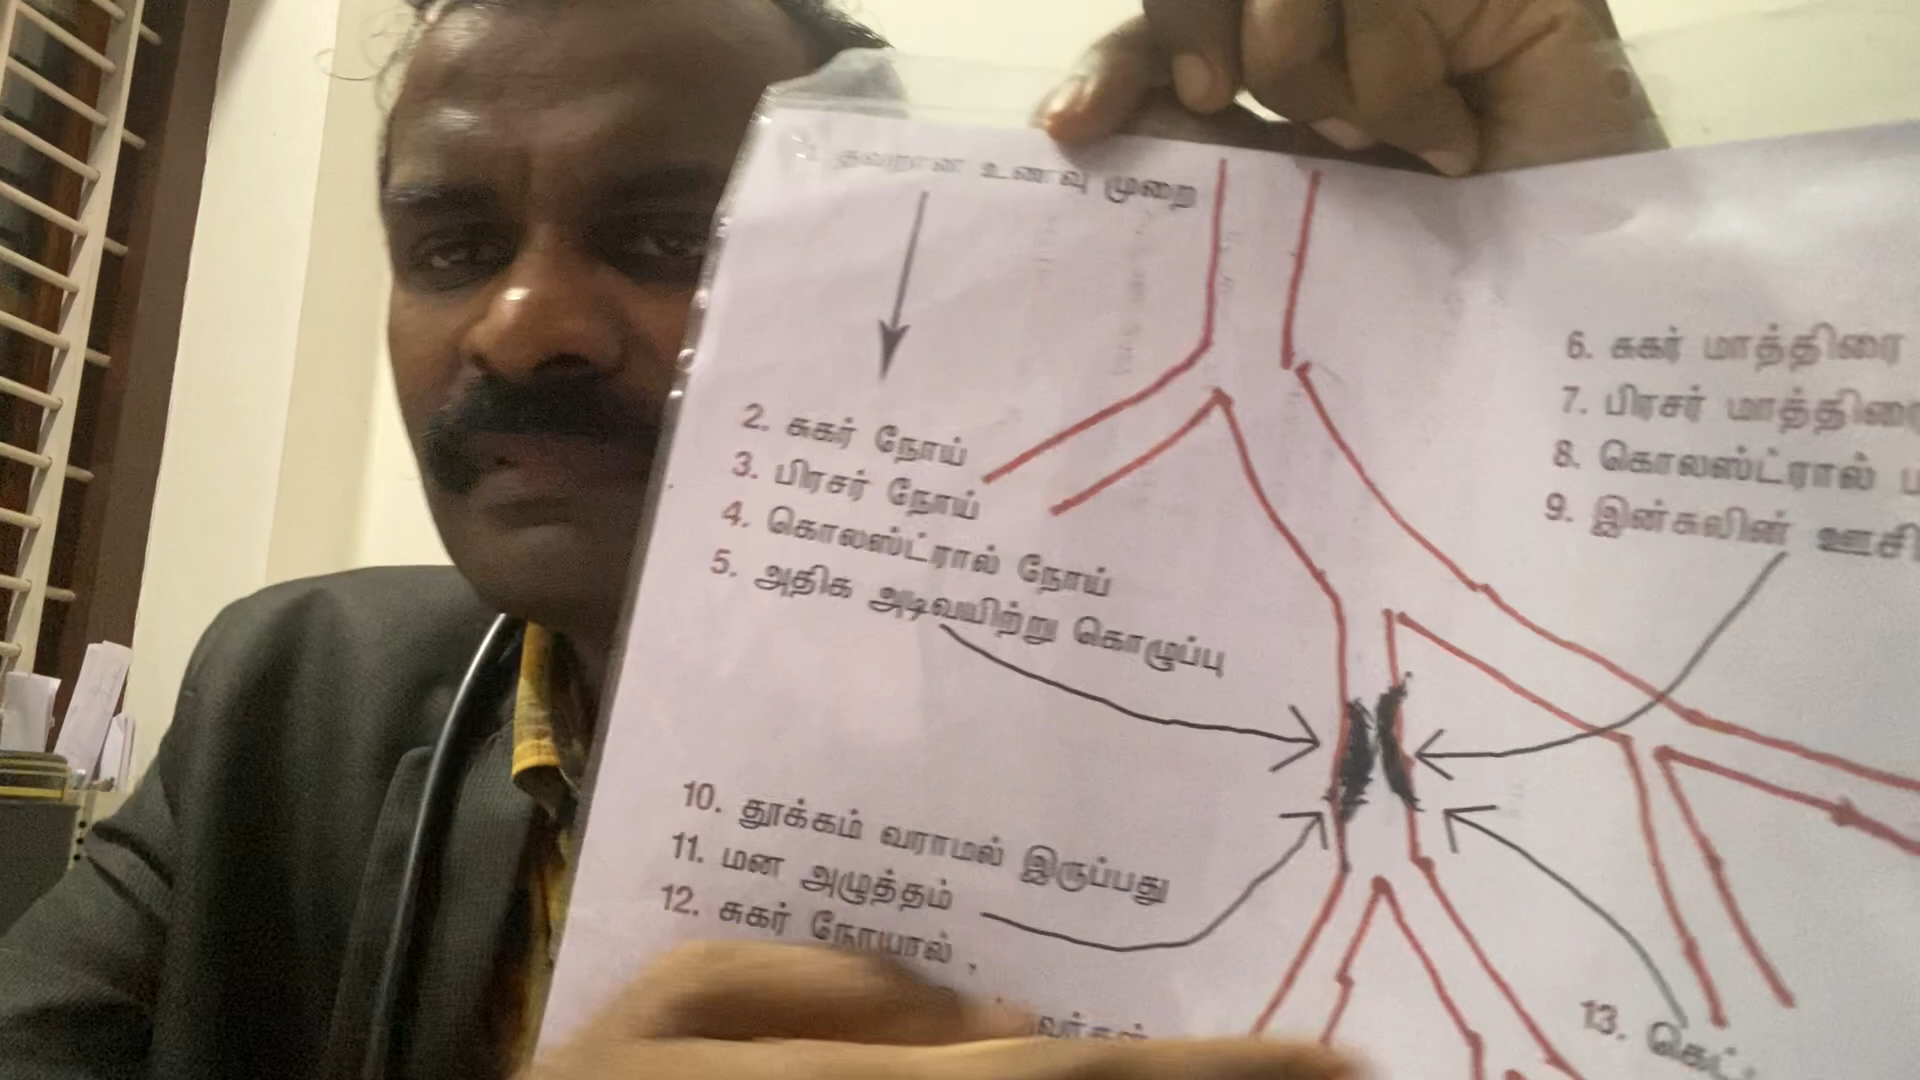 தவறான உணவு முறை
2. சுகர் நோய்
3. பிரசர் நோய்
4. கொலஸ்ட்ரால் நோய்
5. அதிக அடிவயிற்று கொழுப்பு
6. சுகர் மாத்திரை
7. பிரசர் மாத்திரை
8. கொலஸ்ட்ரால்
9. இன்சுலின் ஊசி
10. தூக்கம் வராமல் இருப்பது
11. மன அழுத்தம்
12. சுகர் நோயால் ,
13.